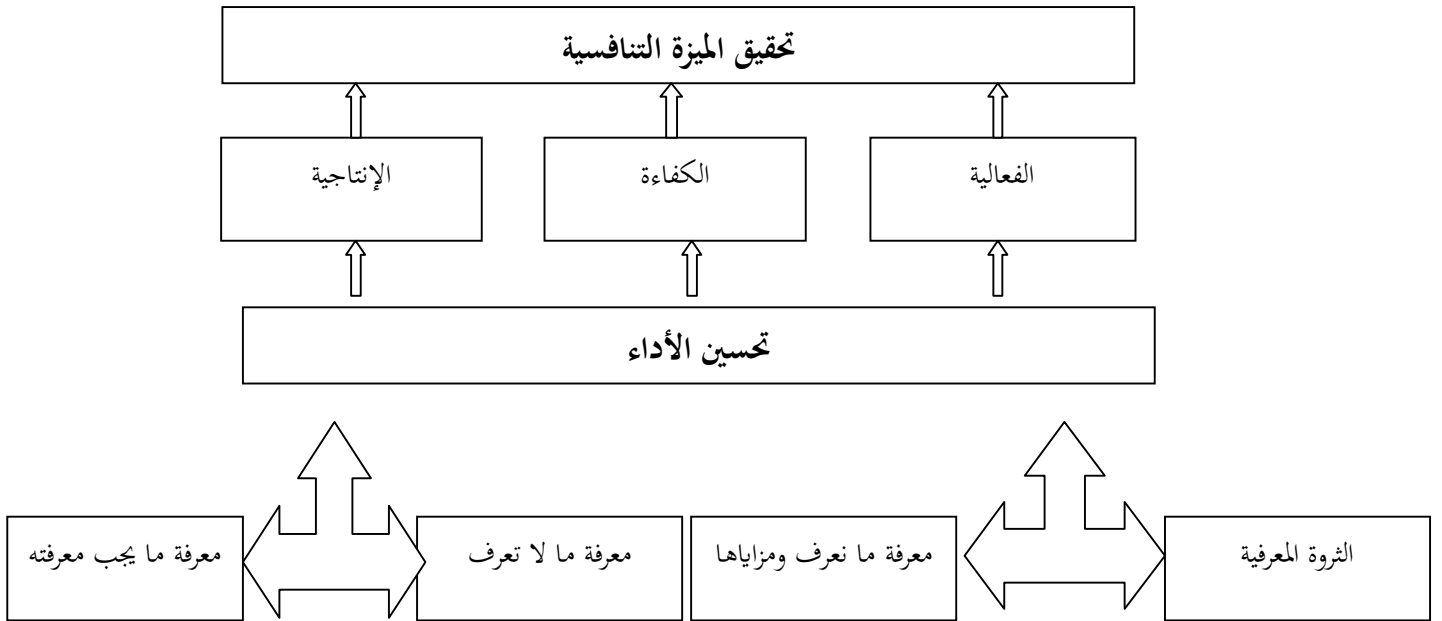 تحقيق الميزة التنافسية
الفعالية
الكفاءة
الإنتاجية
تحسين الأداء
الثروة المعرفية
معرفة ما نعرف ومزاياها
معرفة ما لا تعرف
معرفة ما يجب معرفته